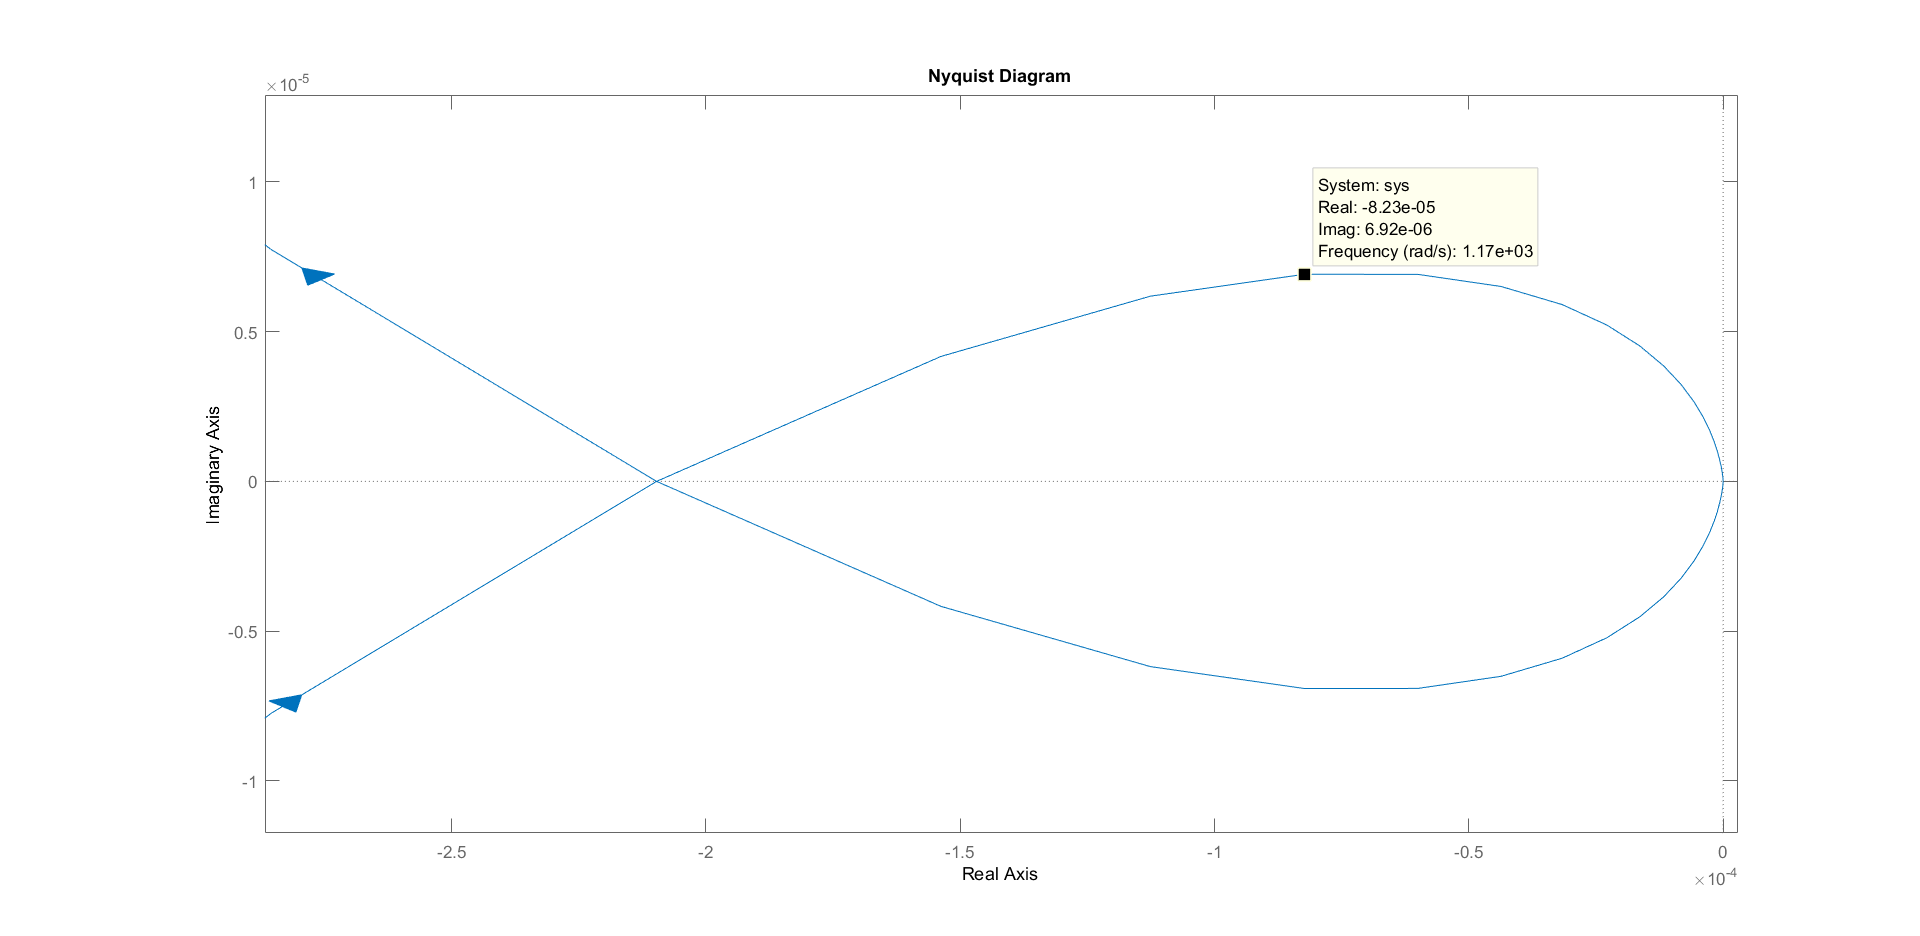 Nyquist Diagram
×10-5
System: sys
Real: -8.23e-05
Imag: 6.92e-06
Frequency (rad/s): 1.17e+03
1
0.5
0
-0.5
-1
Imaginary Axis
-2.5 -2 -1.5 -1 -0.5 0
Real Axis
×10-4